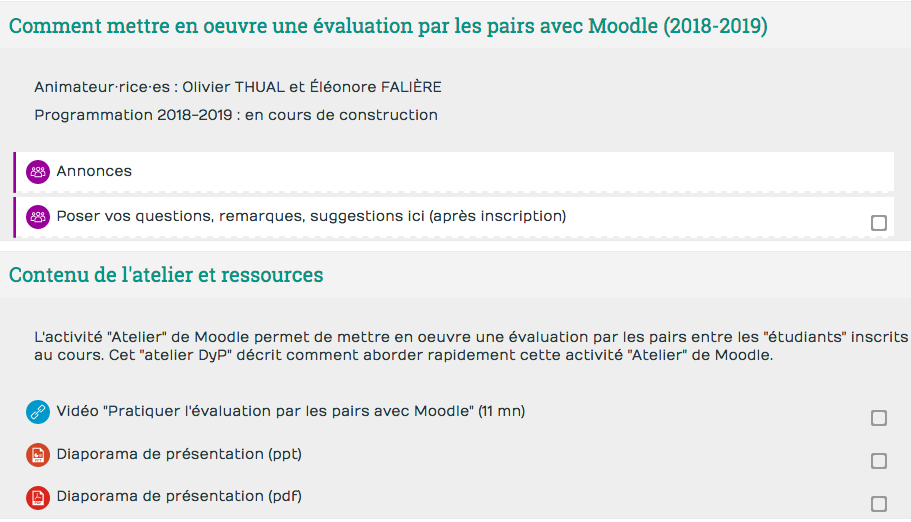 Comment mettre en oeuvre une évaluation par les pairs avec Moodle (2018-2019)
Animateur·rice·es : Olivier THUAL et Éléonore FALIÈRE
Programmation 2018-2019 : en cours de construction
Annonces
Poser vos questions, remarques, suggestions ici (après inscription)
Contenu de l'atelier et ressources
L'activité "Atelier" de Moodle permet de mettre en oeuvre une évaluation par les pairs entre les "étudiants" inscrits
au cours. Cet "atelier DyP" décrit comment aborder rapidement cette activité "Atelier" de Moodle.
Vidéo "Pratiquer l'évaluation par les pairs avec Moodle" (11 mn)
Diaporama de présentation (ppt)
Diaporama de présentation (pdf)